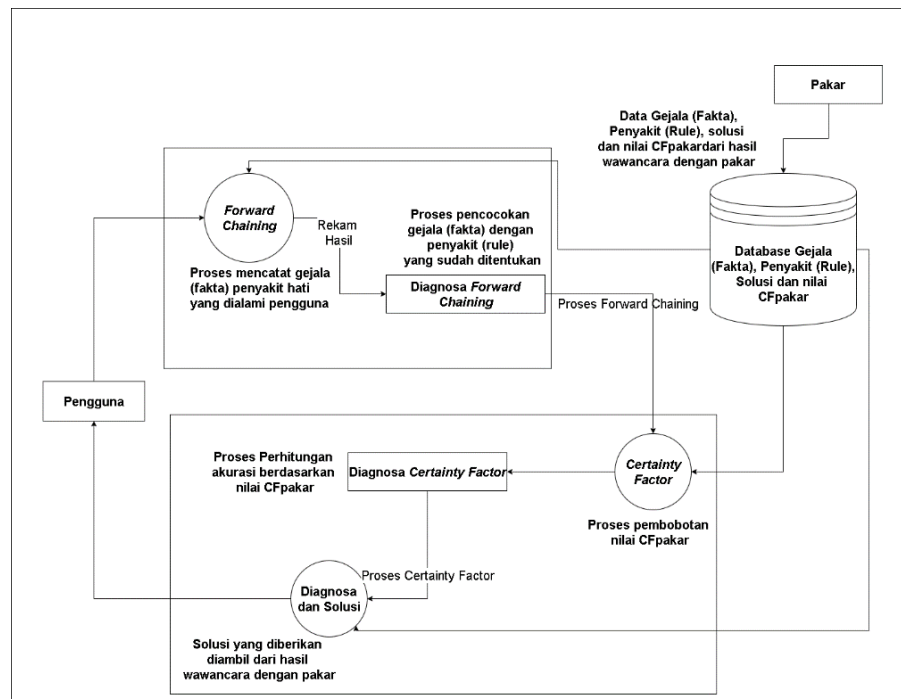 Pakar
Data Gejala (Fakta),
Penyakit (Rule), solusi
dan nilai CFpakardari hasil
wawancara dengan pakar
Database Gejala
(Fakta), Penyakit (Rule),
Solusi dan nilai
CFpakar
Forward
Chaining
Rekam
Hasil
Proses mencatat gejala
(fakta) penyakit hati
yang dialami pengguna
Proses pencocokan
gejala (fakta) dengan
penyakit (rule)
yang sudah ditentukan
Diagnosa Forward
Chaining
Proses Forward Chaining
Pengguna
Proses Perhitungan
akurasi berdasarkan
nilai CFpakar
Diagnosa Certainty Factor
Certainty
Factor
Proses pembobotan
nilai CFpakar
Proses Certainty Factor
Diagnosa
dan Solusi
Solusi yang diberikan
diambil dari hasil
wawancara dengan pakar